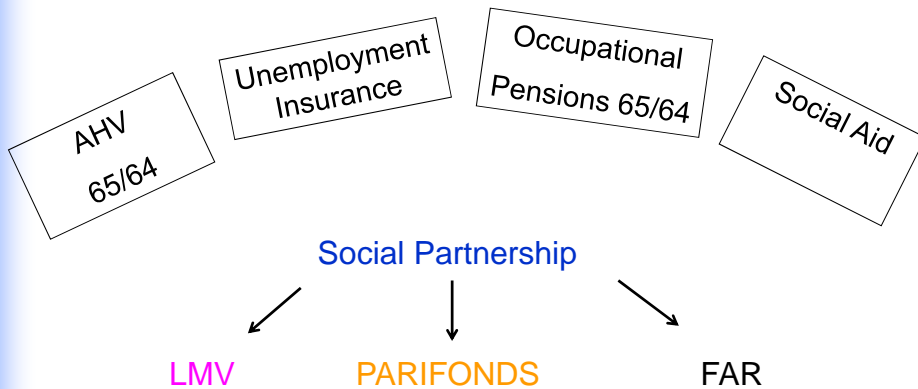 AHV
65/64
Unemployment
Insurance
Occupational
Pensions 65/64
Social Aid
Social Partnership
LMV
PARIFONDS
FAR